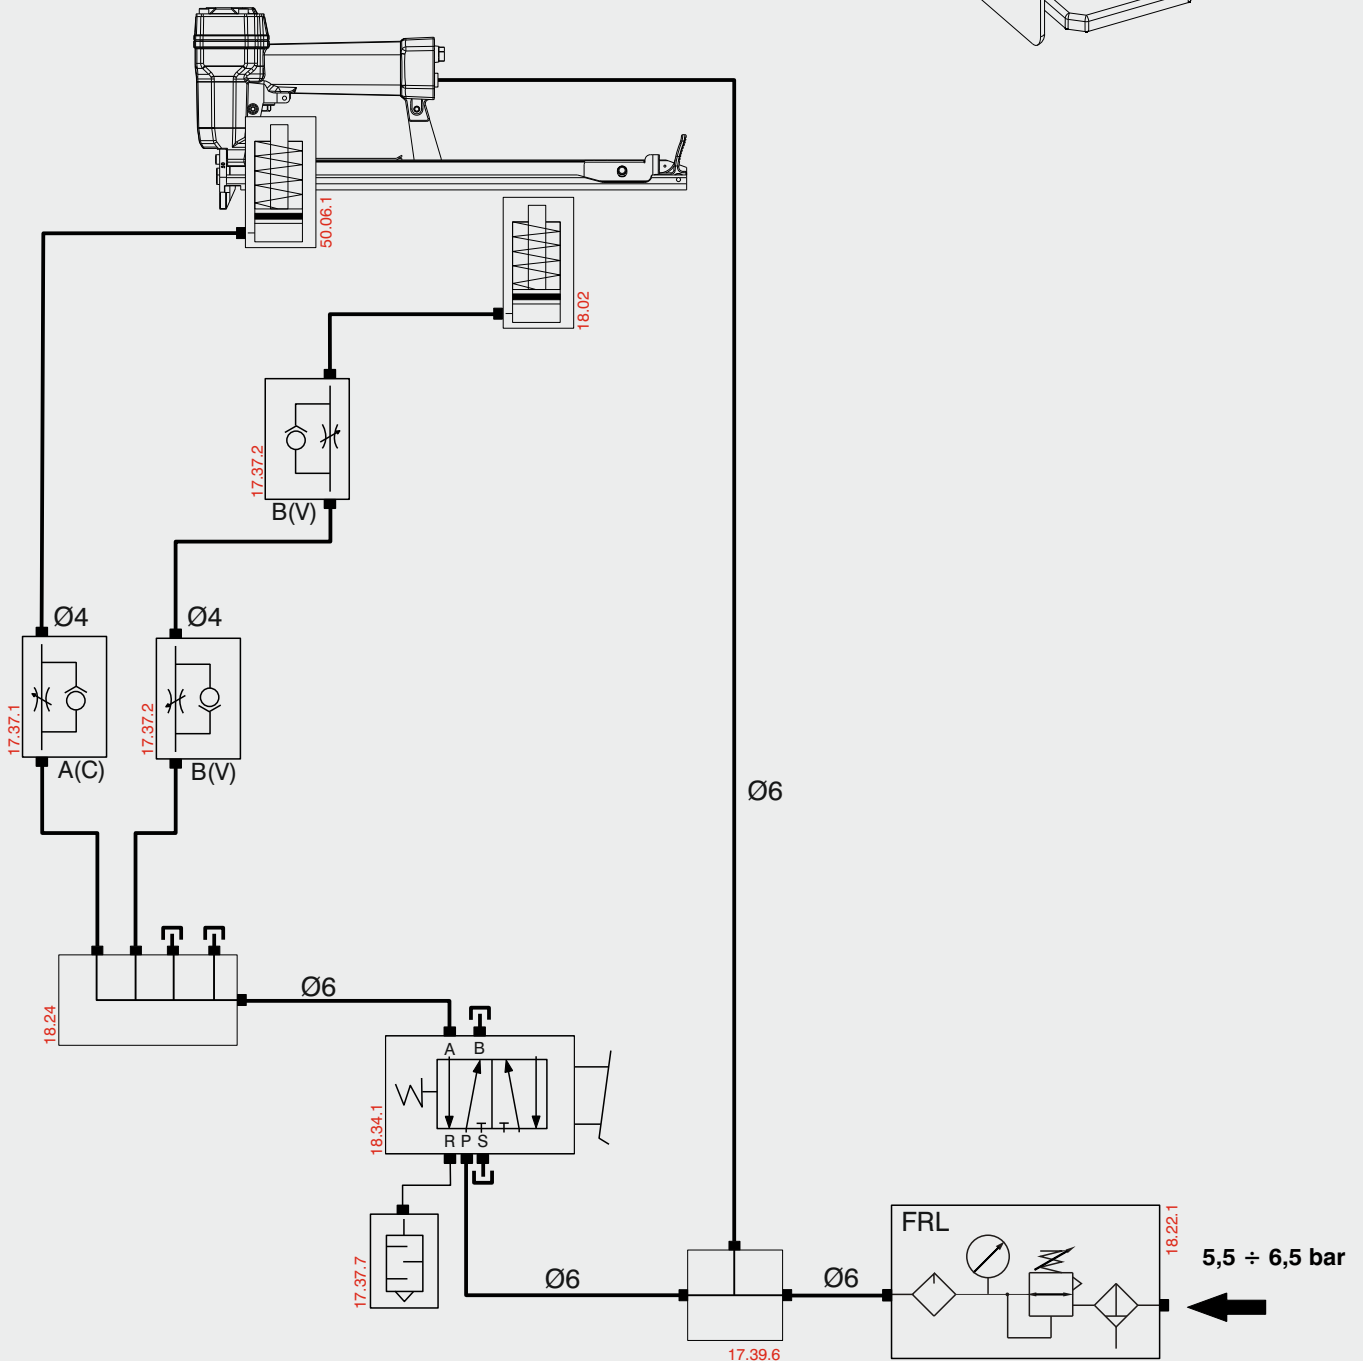 50.06.1
18.02
17.37.2
B(V)
Ø4
Ø4
17.37.1
17.37.2
A(C)
B(V)
Ø6
18.24
Ø6
A B
18.34.1
R P S
17.37.7
Ø6
17.39.6
Ø6
FRL
18.22.1
5,5 ÷ 6,5 bar